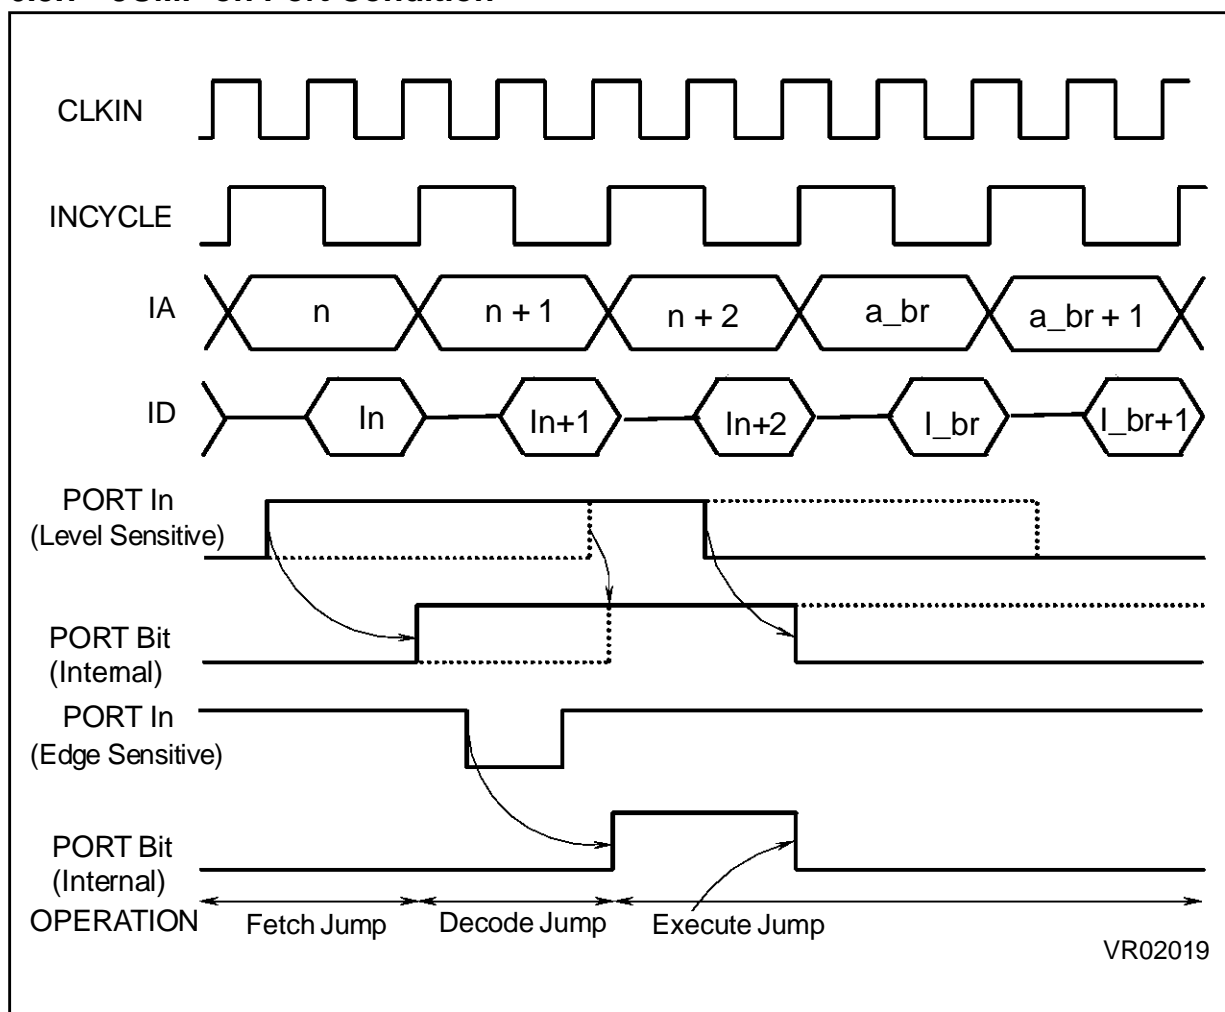 CLKIN
INCYCLE
IA n n + 1 n + 2 a_br a_br + 1
ID In In+1 In+2 I_br I_br+1
PORT In
(Level Sensitive)
PORT Bit
(Internal)
PORT In
(Edge Sensitive)
PORT Bit
(Internal)
OPERATION Fetch Jump Decode Jump Execute Jump
VR02019